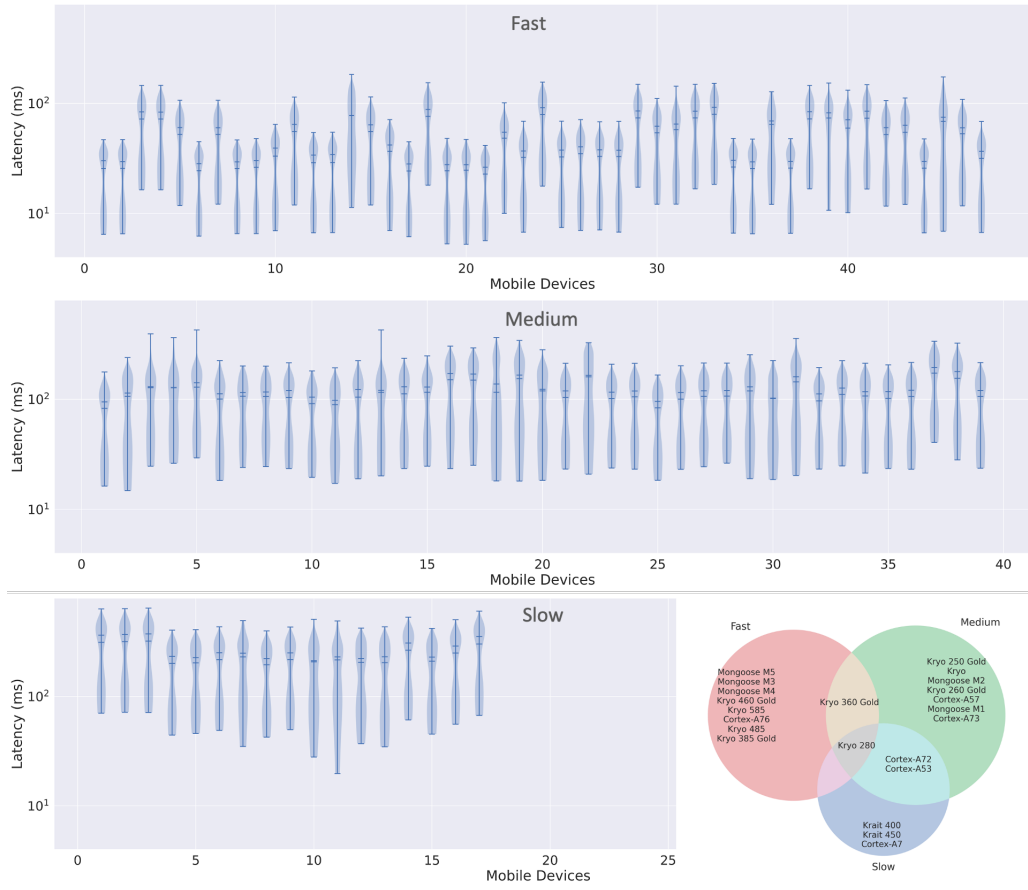 Fast
Latency (ms)
10²
10¹
0 10 20 30 40
Mobile Devices
Medium
Latency (ms)
10²
10¹
0 5 10 15 20 25 30 35 40
Mobile Devices
Slow
Latency (ms)
10²
10¹
0 5 10 15 20 25
Mobile Devices
Fast
Medium
Mongoose M5
Mongoose M3
Mongoose M4
Kryo 460 Gold
Kryo 585
Cortex-A76
Kryo 485
Kryo 385 Gold
Kryo 360 Gold
Kryo 250 Gold
Kryo
Mongoose M2
Kryo 260 Gold
Cortex-A57
Mongoose M1
Cortex-A73
Kryo 280
Cortex-A72
Cortex-A53
Krait 400
Krait 450
Cortex-A7
Slow